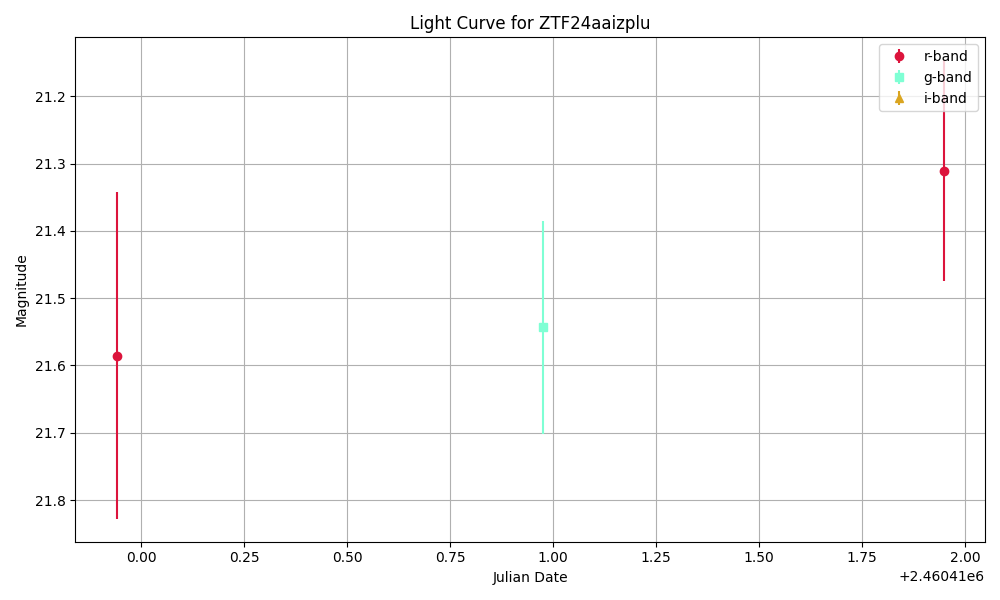 Light Curve for ZTF24aaizplu
r-band
g-band
i-band
Magnitude
21.2
21.3
21.4
21.5
21.6
21.7
21.8
0.00 0.25 0.50 0.75 1.00 1.25 1.50 1.75 2.00
+2.46041e6
Julian Date